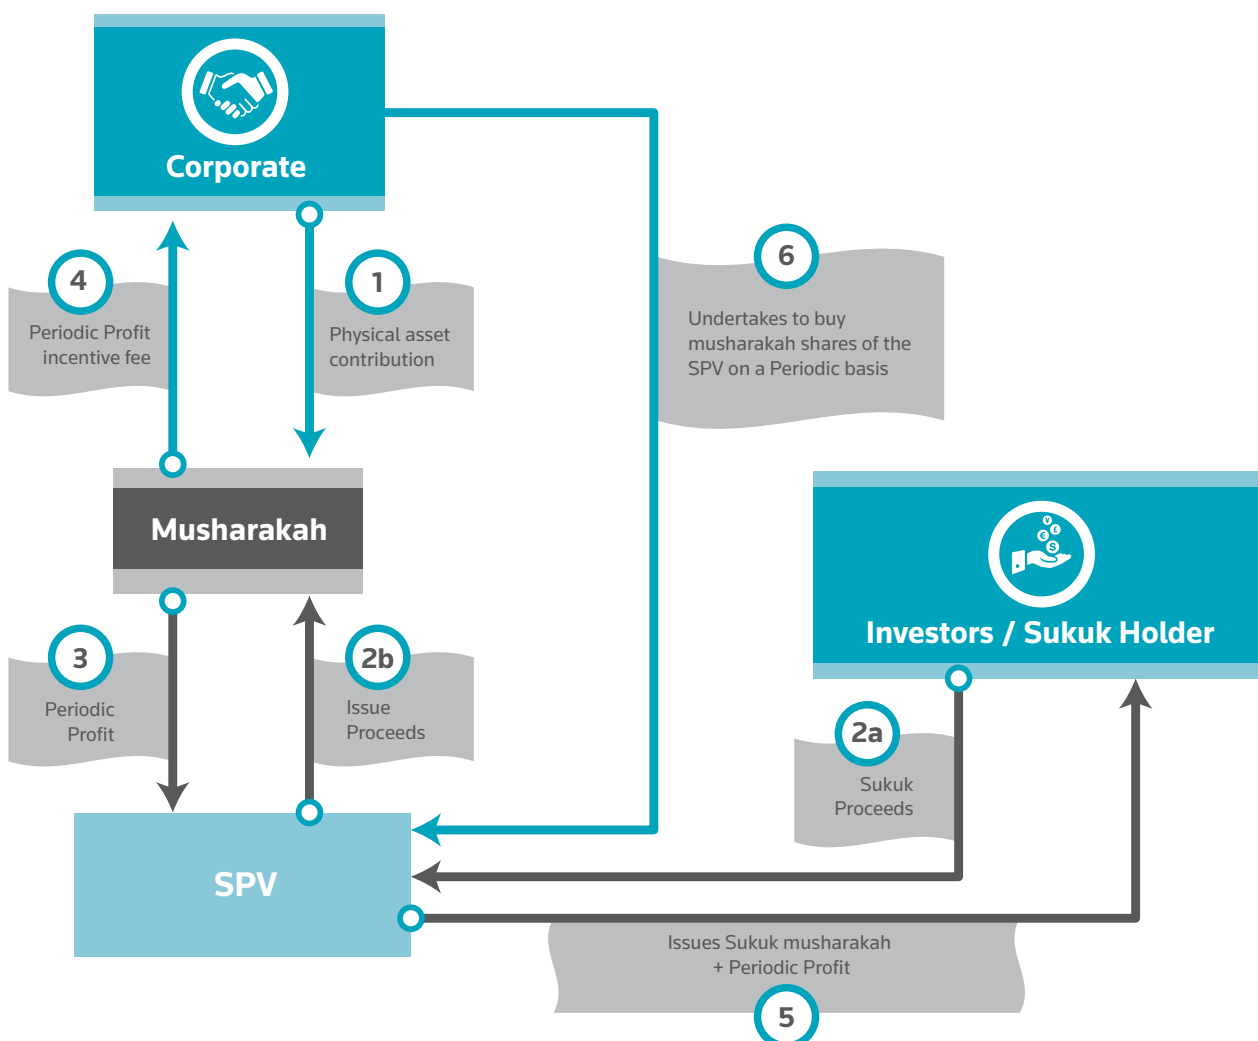 Corporate
6
4
1
Undertakes to buy
musharakah shares of the
SPV on a Periodic basis
Periodic Profit
incentive fee
Physical asset
contribution
Musharakah
¥
£
€
$
Investors / Sukuk Holder
3
2b
Periodic
Profit
Issue
Proceeds
2a
Sukuk
Proceeds
SPV
Issues Sukuk musharakah
+ Periodic Profit
5